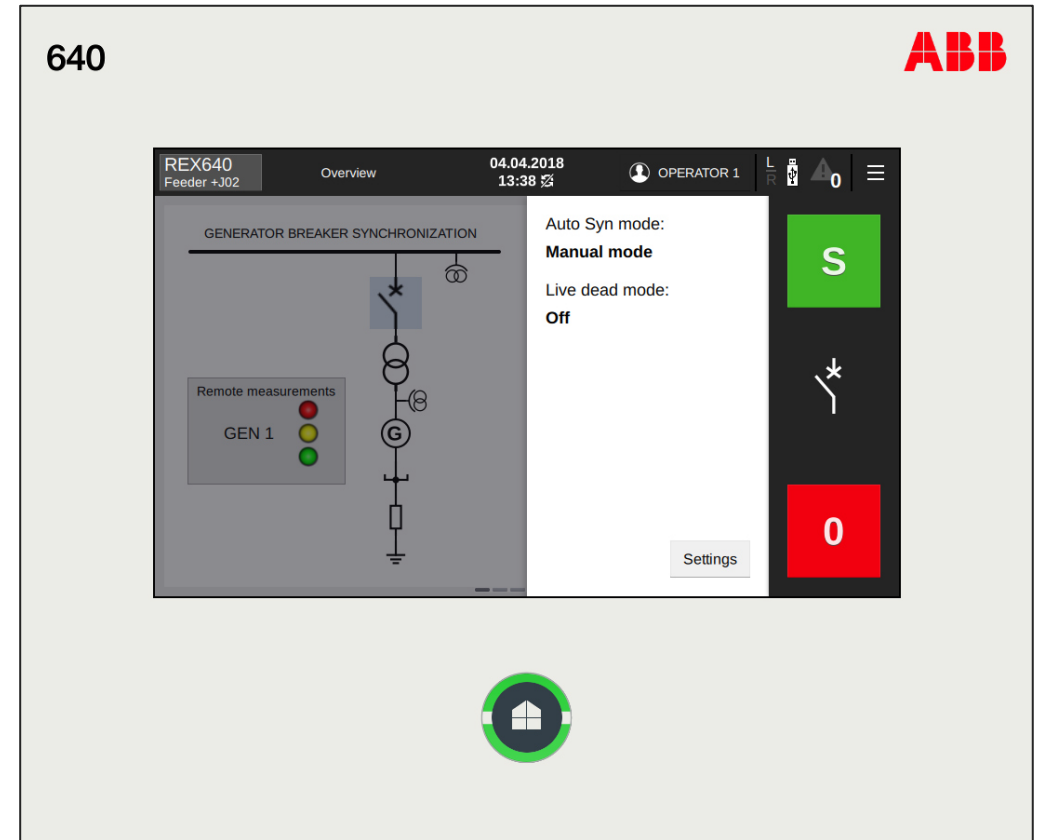 640
ABB
REX640
Feeder +J02
Overview
04.04.2018
13:38
OPERATOR 1
L
R
0
GENERATOR BREAKER SYNCHRONIZATION
Remote measurements
GEN 1
G
Auto Syn mode:
Manual mode
Live dead mode:
Off
Settings
S
0